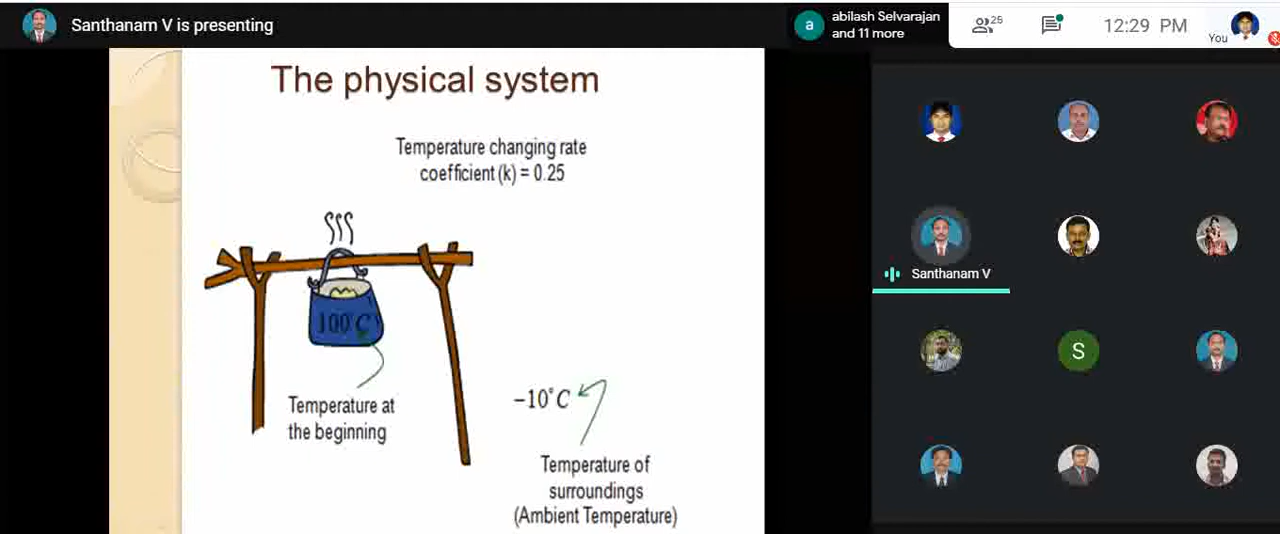 Santhanam V is presenting
a
abilash Selvarajan
and 11 more
25
12:29 PM
You
The physical system
Temperature changing rate
coefficient (k) = 0.25
100°C
Temperature at
the beginning
−10°C
Temperature of
surroundings
(Ambient Temperature)
Santhanam V
S